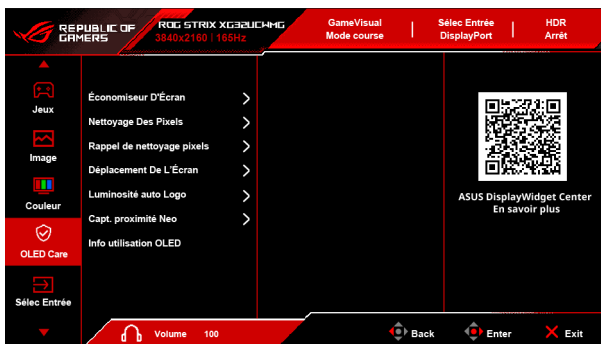 REPUBLIC OF
GAMERS
ROG STRIX XG32UCWMG
3840x2160 | 165Hz
GameVisual
Mode course
Sélec Entrée
DisplayPort
HDR
Arrêt
Jeux
Image
Couleur
OLED Care
Sélec Entrée
Économiseur D'Écran
Nettoyage Des Pixels
Rappel de nettoyage pixels
Déplacement De L'Écran
Luminosité auto Logo
Capt. proximité Neo
Info utilisation OLED
ASUS DisplayWidget Center
En savoir plus
Volume 100
Back
Enter
Exit